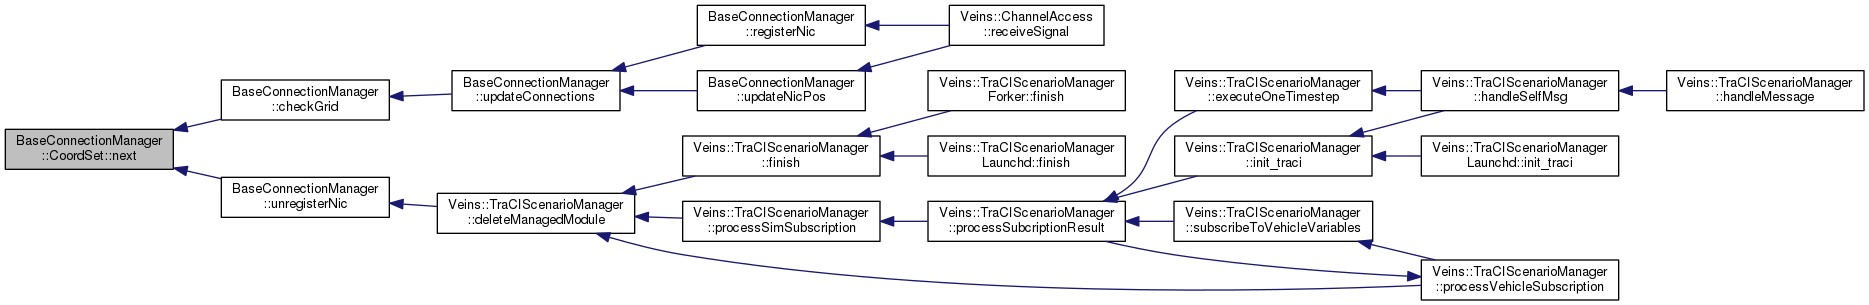 BaseConnectionManager
::CoordSet::next
BaseConnectionManager
::checkGrid
BaseConnectionManager
::unregisterNic
BaseConnectionManager
::updateConnections
Veins::TraCIScenarioManager
::deleteManagedModule
BaseConnectionManager
::registerNic
BaseConnectionManager
::updateNicPos
Veins::TraCIScenarioManager
::finish
Veins::TraCIScenarioManager
::processSimSubscription
Veins::ChannelAccess
::receiveSignal
Veins::TraCIScenarioManager
Forker::finish
Veins::TraCIScenarioManager
Launchd::finish
Veins::TraCIScenarioManager
::processSubcriptionResult
Veins::TraCIScenarioManager
::executeOneTimestep
Veins::TraCIScenarioManager
::init_traci
Veins::TraCIScenarioManager
::subscribeToVehicleVariables
Veins::TraCIScenarioManager
::handleSelfMsg
Veins::TraCIScenarioManager
Launchd::init_traci
Veins::TraCIScenarioManager
::processVehicleSubscription
Veins::TraCIScenarioManager
::handleMessage